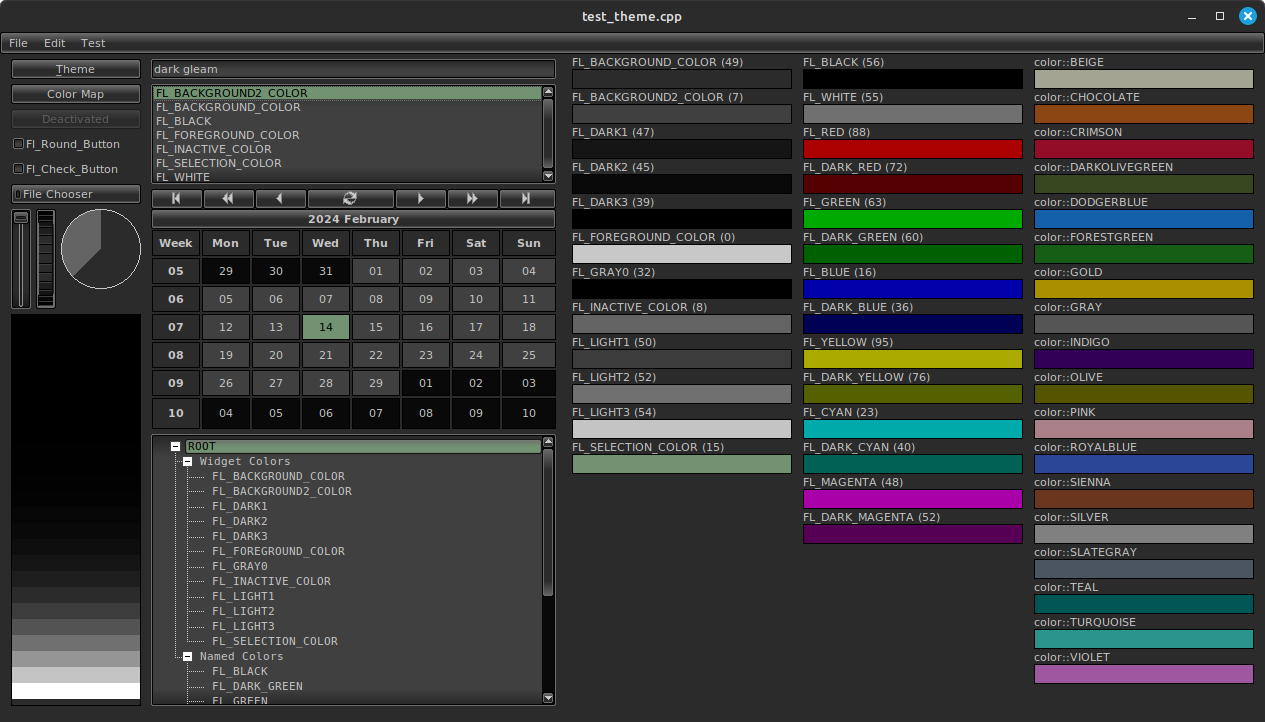 test_theme.cpp
File Edit Test
Theme
Color Map
Deactivated
Fl_Round_Button
Fl_Check_Button
File Chooser
dark gleam
FL_BACKGROUND2_COLOR
FL_BACKGROUND_COLOR
FL_BLACK
FL_FOREGROUND_COLOR
FL_INACTIVE_COLOR
FL_SELECTION_COLOR
FL_WHITE
2024 February
Week Mon Tue Wed Thu Fri Sat Sun
05 29 30 31 01 02 03 04
06 05 06 07 08 09 10 11
07 12 13 14 15 16 17 18
08 19 20 21 22 23 24 25
09 26 27 28 29 01 02 03
10 04 05 06 07 08 09 10
ROOT
Widget Colors
FL_BACKGROUND_COLOR
FL_BACKGROUND2_COLOR
FL_DARK1
FL_DARK2
FL_DARK3
FL_FOREGROUND_COLOR
FL_GRAY0
FL_INACTIVE_COLOR
FL_LIGHT1
FL_LIGHT2
FL_LIGHT3
FL_SELECTION_COLOR
Named Colors
FL_BLACK
FL_DARK_GREEN
FL_GREEN
FL_BACKGROUND_COLOR (49)
FL_BACKGROUND2_COLOR (7)
FL_DARK1 (47)
FL_DARK2 (45)
FL_DARK3 (39)
FL_FOREGROUND_COLOR (0)
FL_GRAY0 (32)
FL_INACTIVE_COLOR (8)
FL_LIGHT1 (50)
FL_LIGHT2 (52)
FL_LIGHT3 (54)
FL_SELECTION_COLOR (15)
FL_BLACK (56)
FL_WHITE (55)
FL_RED (88)
FL_DARK_RED (72)
FL_GREEN (63)
FL_DARK_GREEN (60)
FL_BLUE (16)
FL_DARK_BLUE (36)
FL_YELLOW (95)
FL_DARK_YELLOW (76)
FL_CYAN (23)
FL_DARK_CYAN (40)
FL_MAGENTA (48)
FL_DARK_MAGENTA (52)
color::BEIGE
color::CHOCOLATE
color::CRIMSON
color::DARKOLIVEGREEN
color::DODGERBLUE
color::FORESTGREEN
color::GOLD
color::GRAY
color::INDIGO
color::OLIVE
color::PINK
color::ROYALBLUE
color::SIENNA
color::SILVER
color::SLATEGRAY
color::TEAL
color::TURQUOISE
color::VIOLET